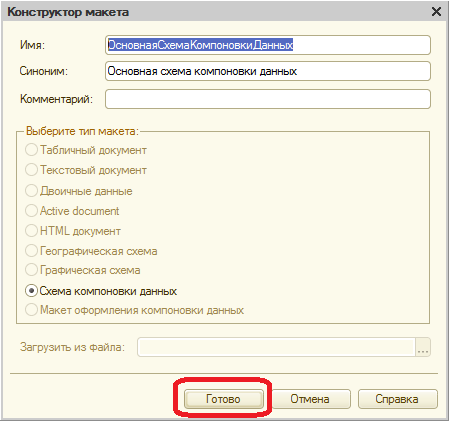 Конструктор макета
Имя: ОсновнаяСхемаКомпоновкиДанных
Синоним: Основная схема компоновки данных
Комментарий:
Выберите тип макета:
Табличный документ
Текстовый документ
Двоичные данные
Active document
HTML документ
Географическая схема
Графическая схема
Схема компоновки данных
Макет оформления компоновки данных
Загрузить из файла: ...
Готово Отмена Справка